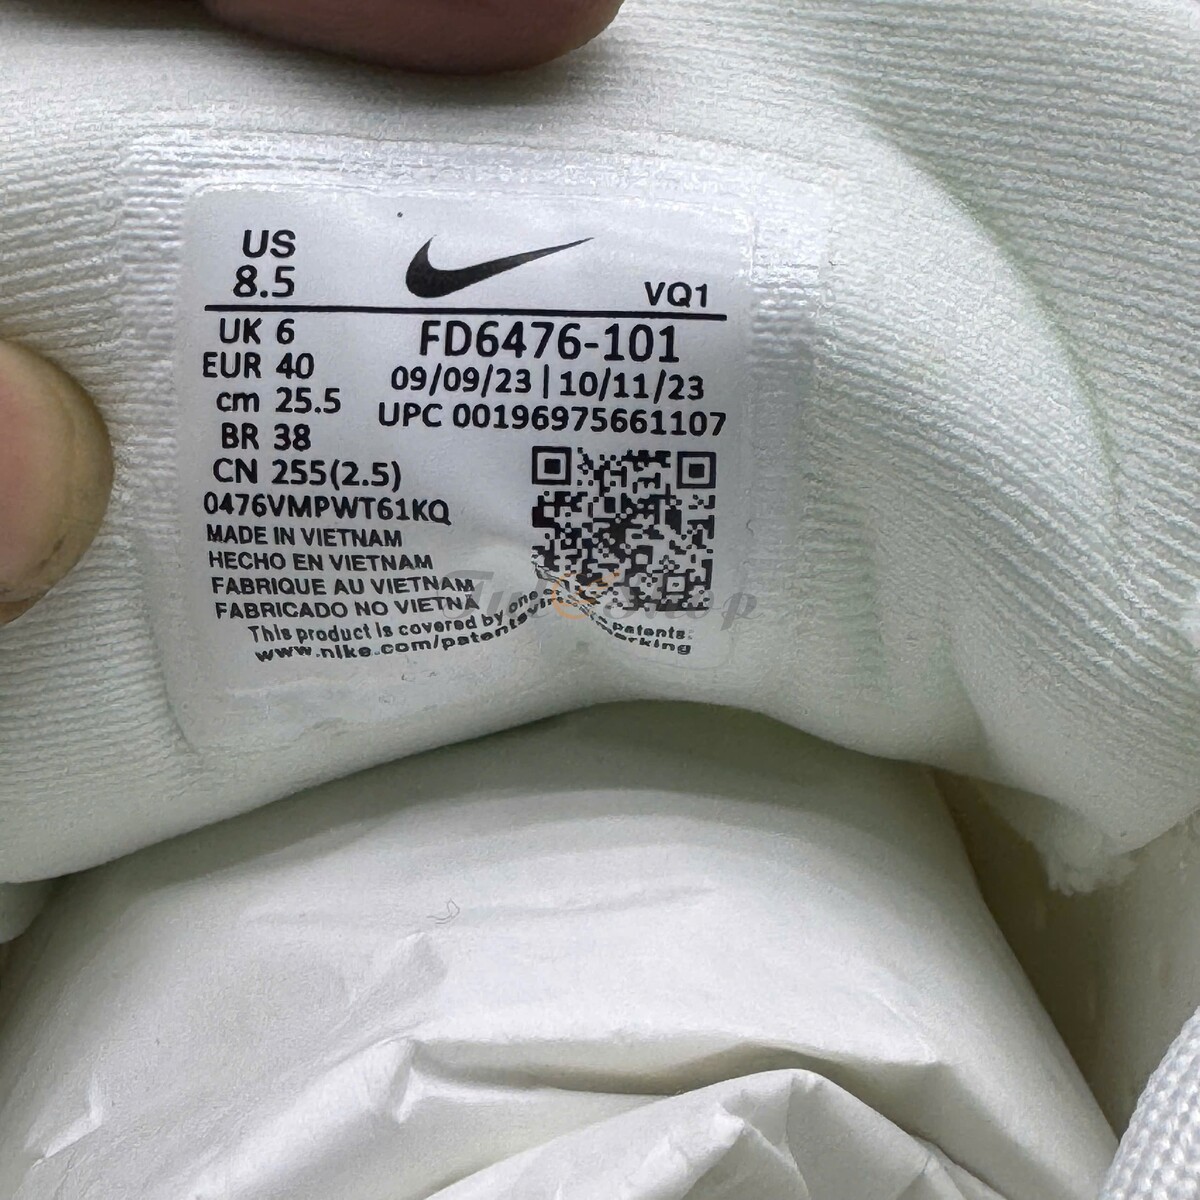 US
8.5
VQ1
UK 6
FD6476-101
EUR 40
09/09/23 | 10/11/23
cm 25.5
UPC 00196975661107
BR 38
CN 255(2.5)
0476VMPWT61KQ
MADE IN VIETNAM
HECHO EN VIETNAM
FABRIQUE AU VIETNAM
FABRICADO NO VIETNÃ
This product is covered by one patents:
www.nike.com/patents
Shop